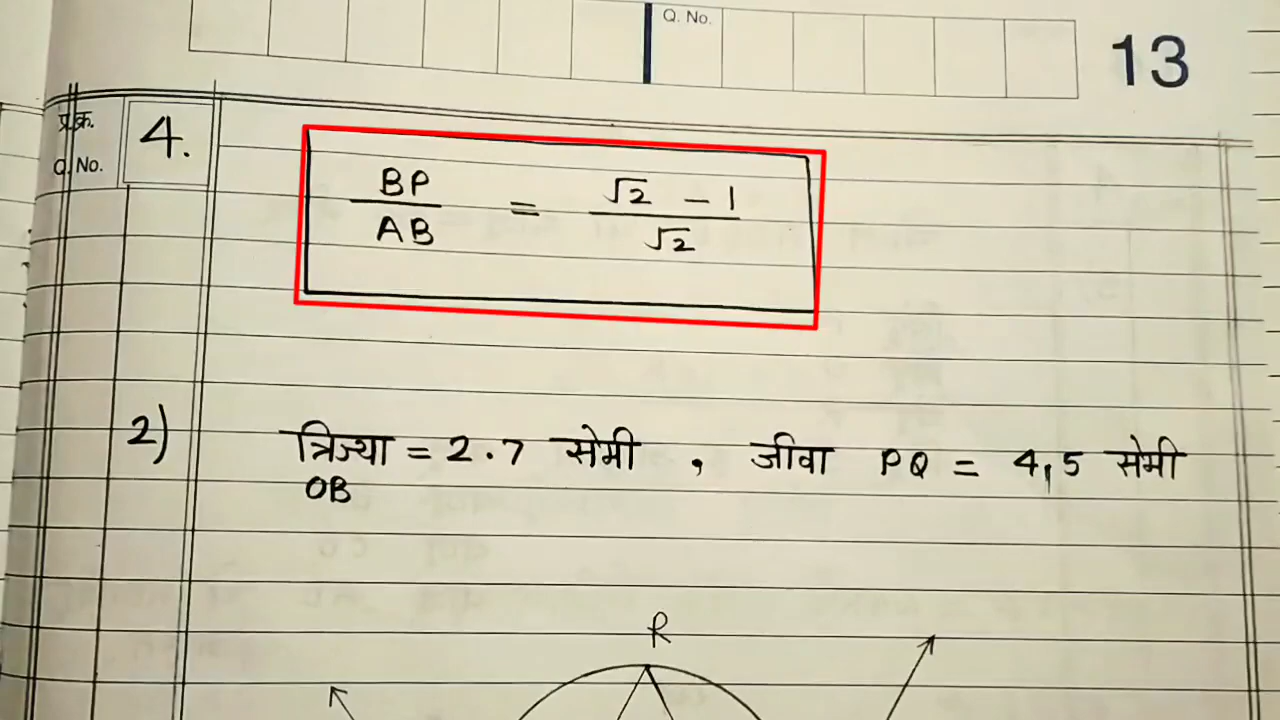 Q. No.
13
प्र.क्र.
Q. No.
4.
BP / AB = √2 - 1 / √2
2) त्रिज्या = 2.7 सेमी , जीवा PQ = 4,5 सेमी
OB
R